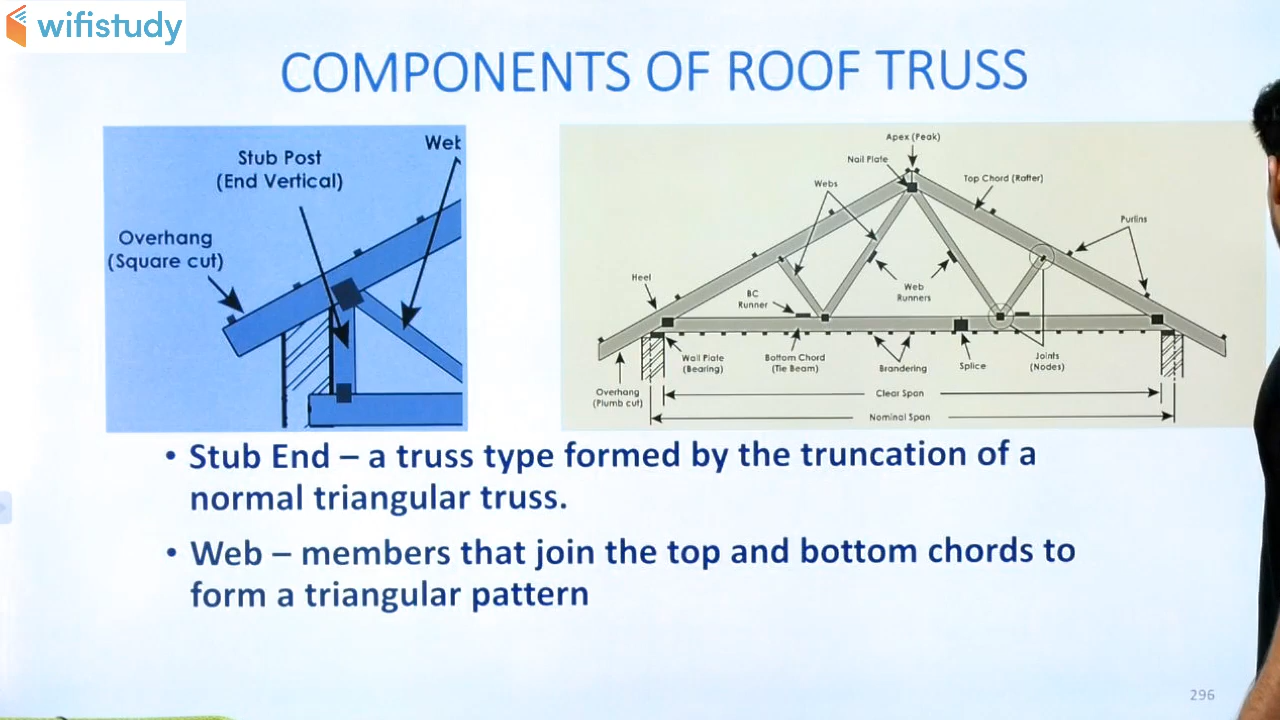 wifistudy
COMPONENTS OF ROOF TRUSS
Stub Post
(End Vertical)
Overhang
(Square cut)
Apex (Peak)
Nail Plate
Webs
Top Chord (Rafter)
Purlins
Heel
BC
Runner
Web
Runners
Wall Plate
(Bearing)
Bottom Chord
(Tie Beam)
Brandering
Splice
Joints
(Nodes)
Overhang
(Plumb cut)
Clear Span
Nominal Span
• Stub End – a truss type formed by the truncation of a
normal triangular truss.
• Web – members that join the top and bottom chords to
form a triangular pattern
296